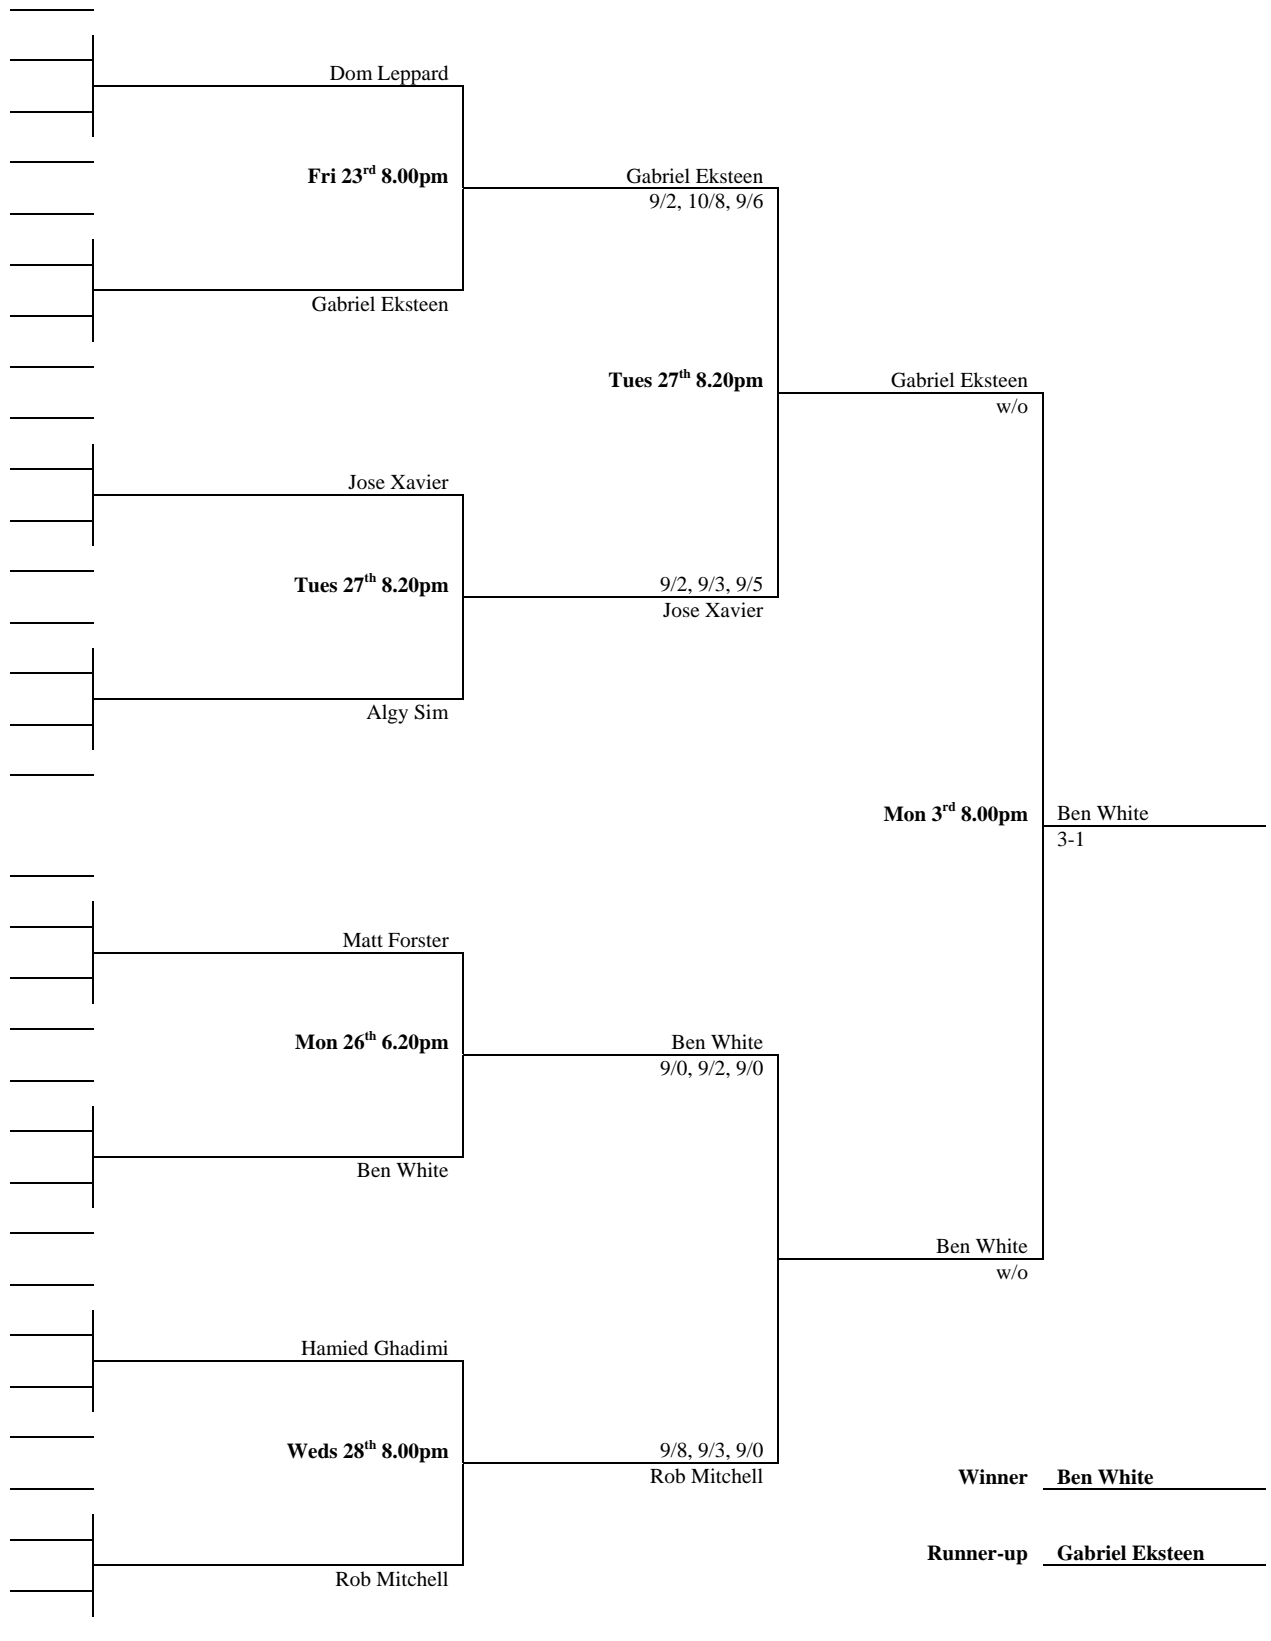 Dom Leppard
Fri 23rd 8.00pm
Gabriel Eksteen
9/2, 10/8, 9/6
Gabriel Eksteen
Tues 27th 8.20pm
Gabriel Eksteen
w/o
Jose Xavier
Tues 27th 8.20pm
9/2, 9/3, 9/5
Jose Xavier
Algy Sim
Mon 3rd 8.00pm
Ben White
3-1
Matt Forster
Mon 26th 6.20pm
Ben White
9/0, 9/2, 9/0
Ben White
Ben White
w/o
Hamied Ghadimi
Weds 28th 8.00pm
9/8, 9/3, 9/0
Rob Mitchell
Winner Ben White
Runner-up Gabriel Eksteen
Rob Mitchell